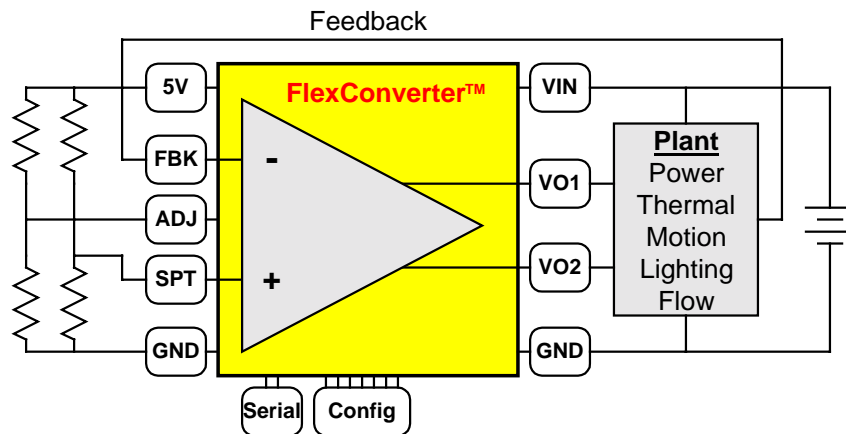 Feedback
5V
FlexConverter™
VIN
FBK
-
ADJ
SPT
+
GND
VO1
VO2
GND
Plant
Power
Thermal
Motion
Lighting
Flow
Serial
Config